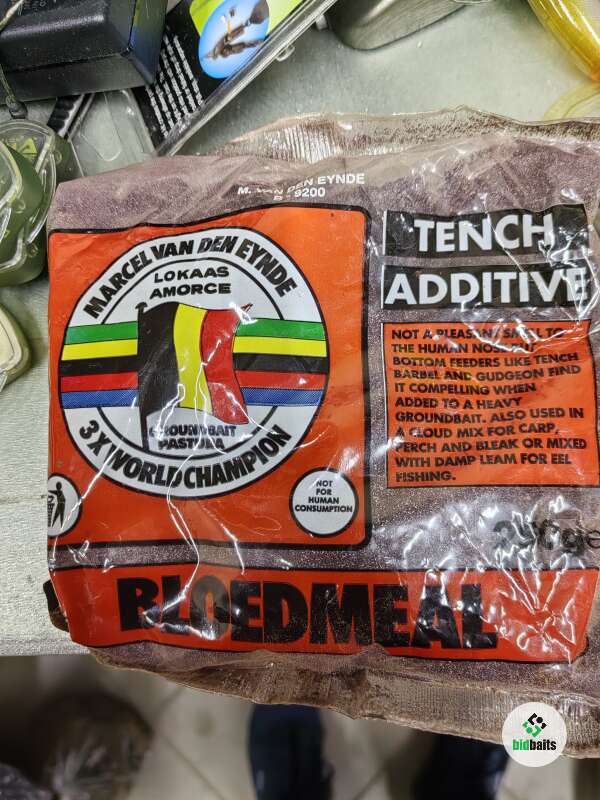 M. VAN DEN EYNDE
B - 9200
MARCEL VAN DEN EYNDE
LOKAAS
AMORCE
GROUNDBAIT
PASTURA
3X WORLD CHAMPION
NOT
FOR
HUMAN
CONSUMPTION
TENCH
ADDITIVE
NOT A PLEASANT SMELL TO
THE HUMAN NOSE BUT
BOTTOM FEEDERS LIKE TENCH
BARBEL AND GUDGEON FIND
IT COMPELLING WHEN
ADDED TO A HEAVY
GROUNDBAIT. ALSO USED IN
A CLOUD MIX FOR CARP,
PERCH AND BLEAK OR MIXED
WITH DAMP LEAM FOR EEL
FISHING.
BLOEDMEAL
bidbaits